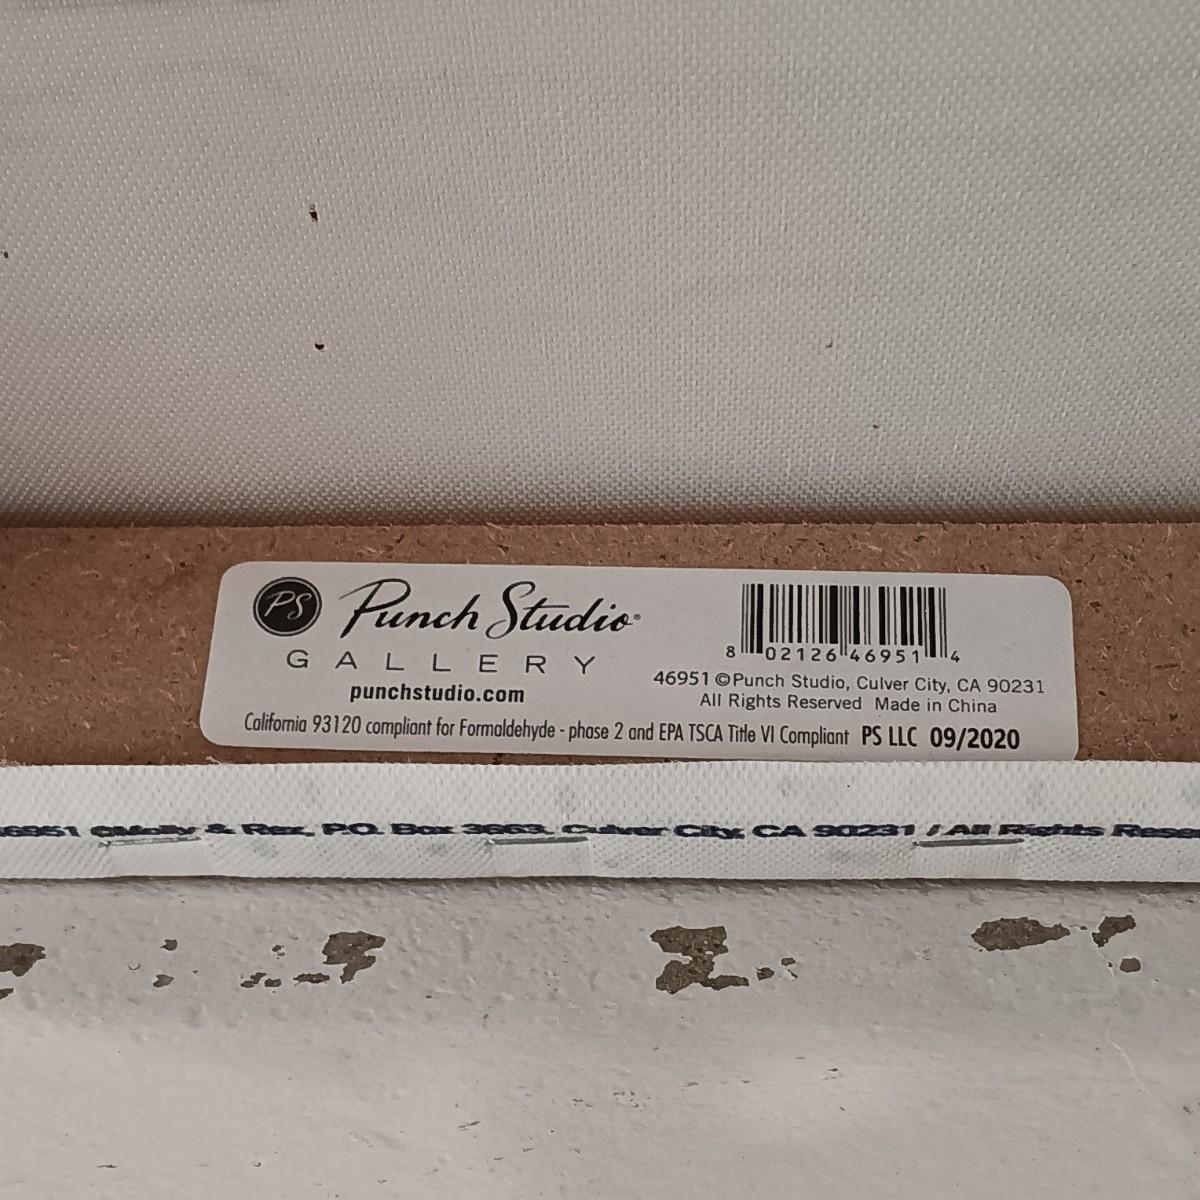 PS Punch Studio®
GALLERY
punchstudio.com
8 02126 46951 4
46951 ©Punch Studio, Culver City, CA 90231
All Rights Reserved Made in China
California 93120 compliant for Formaldehyde - phase 2 and EPA TSCA Title VI Compliant PS LLC 09/2020
46951 ©Molly & Rex, P.O. Box 3663, Culver City, CA 90231 / All Rights Rese